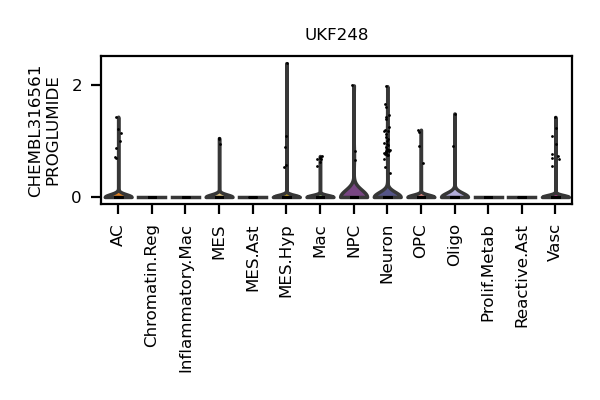 UKF248
CHEMBL316561
PROGLUMIDE
2
0
AC
Chromatin.Reg
Inflammatory.Mac
MES
MES.Ast
MES.Hyp
Mac
NPC
Neuron
OPC
Oligo
Prolif.Metab
Reactive.Ast
Vasc